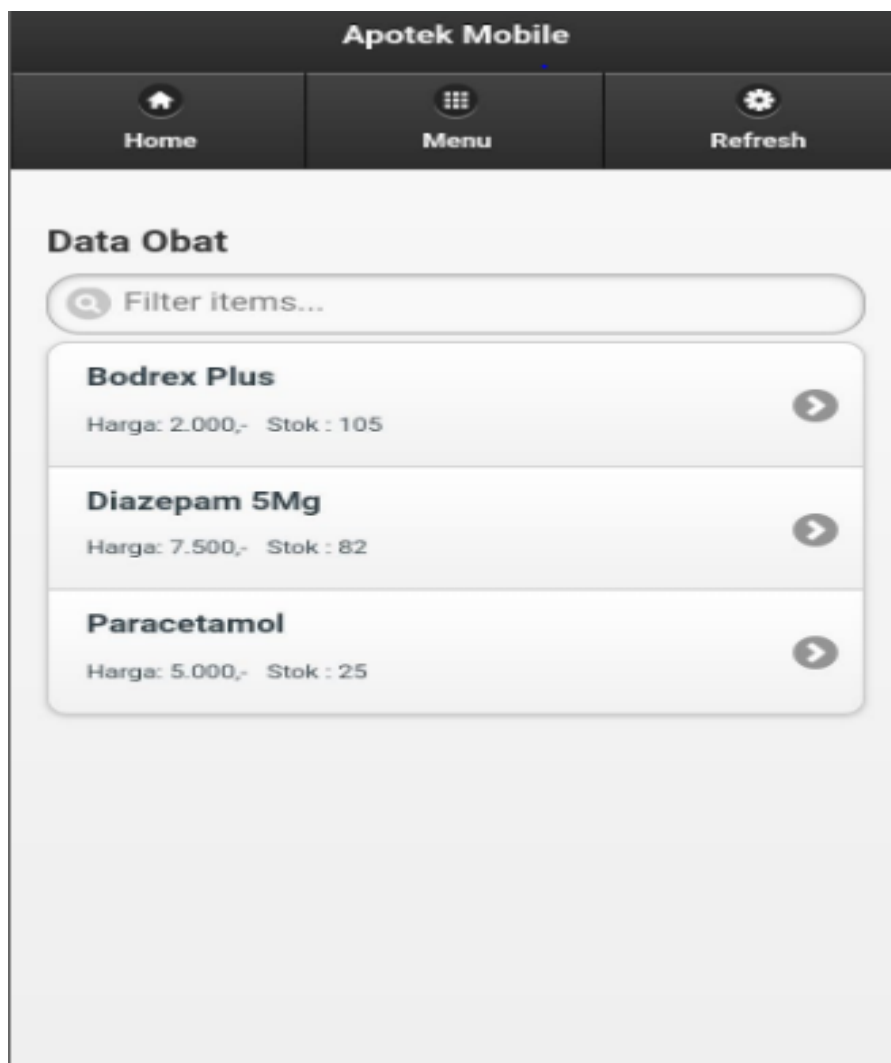 Apotek Mobile
Home Menu Refresh
Data Obat
Filter items...
Bodrex Plus
Harga: 2.000,- Stok : 105
Diazepam 5Mg
Harga: 7.500,- Stok : 82
Paracetamol
Harga: 5.000,- Stok : 25